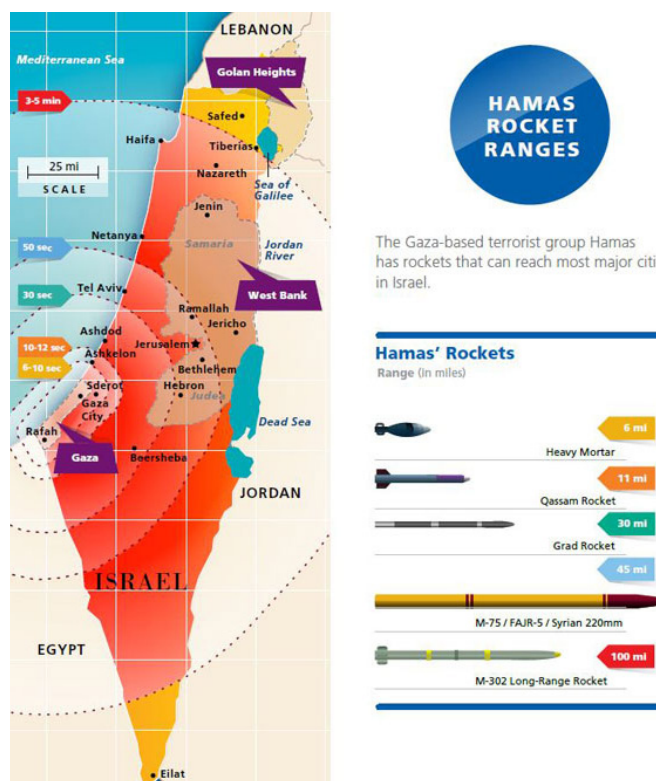 LEBANON
Mediterranean Sea
Golan Heights
3-5 min
Safed
Haifa
Tiberias
25 mi
SCALE
Nazareth
Sea of
Galilee
Jenin
Netanya
Samaria
Jordan
River
50 sec
Tel Aviv
West Bank
30 sec
Ramallah
Jericho
Ashdod
Jerusalem
10-12 sec
Ashkelon
Bethlehem
6-10 sec
Sderot
Hebron
Gaza
City
Judea
Rafah
Dead Sea
Gaza
Beersheba
JORDAN
ISRAEL
EGYPT
Eilat
HAMAS
ROCKET
RANGES
The Gaza-based terrorist group Hamas
has rockets that can reach most major citi
in Israel.
Hamas' Rockets
Range (in miles)
6 mi
Heavy Mortar
11 mi
Qassam Rocket
30 mi
Grad Rocket
45 mi
M-75 / FAJR-5 / Syrian 220mm
100 mi
M-302 Long-Range Rocket